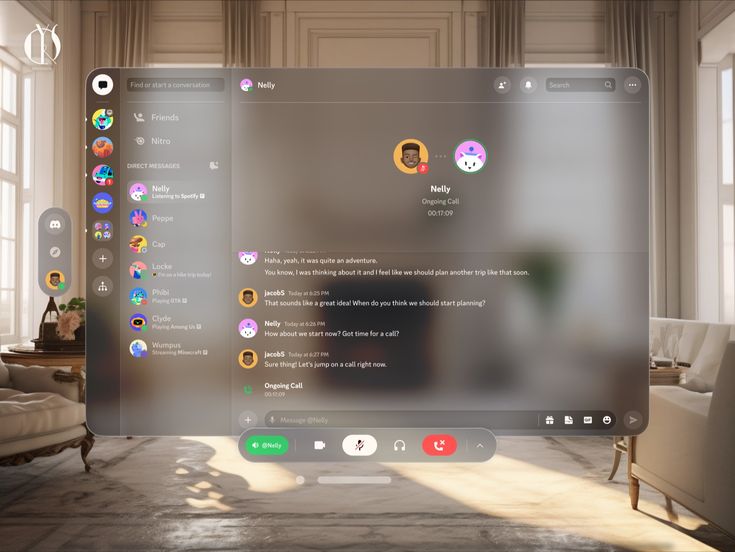 Find or start a conversation
Friends
Nitro
DIRECT MESSAGES
Nelly
Listening to Spotify
Peppe
Cap
Locke
I'm on a hike trip today!
Phibi
Playing GTA
Clyde
Playing Among Us
Wumpus
Streaming Minecraft
Nelly
Search
Nelly
Ongoing Call
00:17:09
Haha, yeah, it was quite an adventure.
You know, I was thinking about it and I feel like we should plan another trip like that soon.
jacobS Today at 6:25 PM
That sounds like a great idea! When do you think we should start planning?
Nelly Today at 6:26 PM
How about we start now? Got time for a call?
jacobS Today at 6:27 PM
Sure thing! Let's jump on a call right now.
Ongoing Call
00:17:09
Message @Nelly
GIF
@Nelly